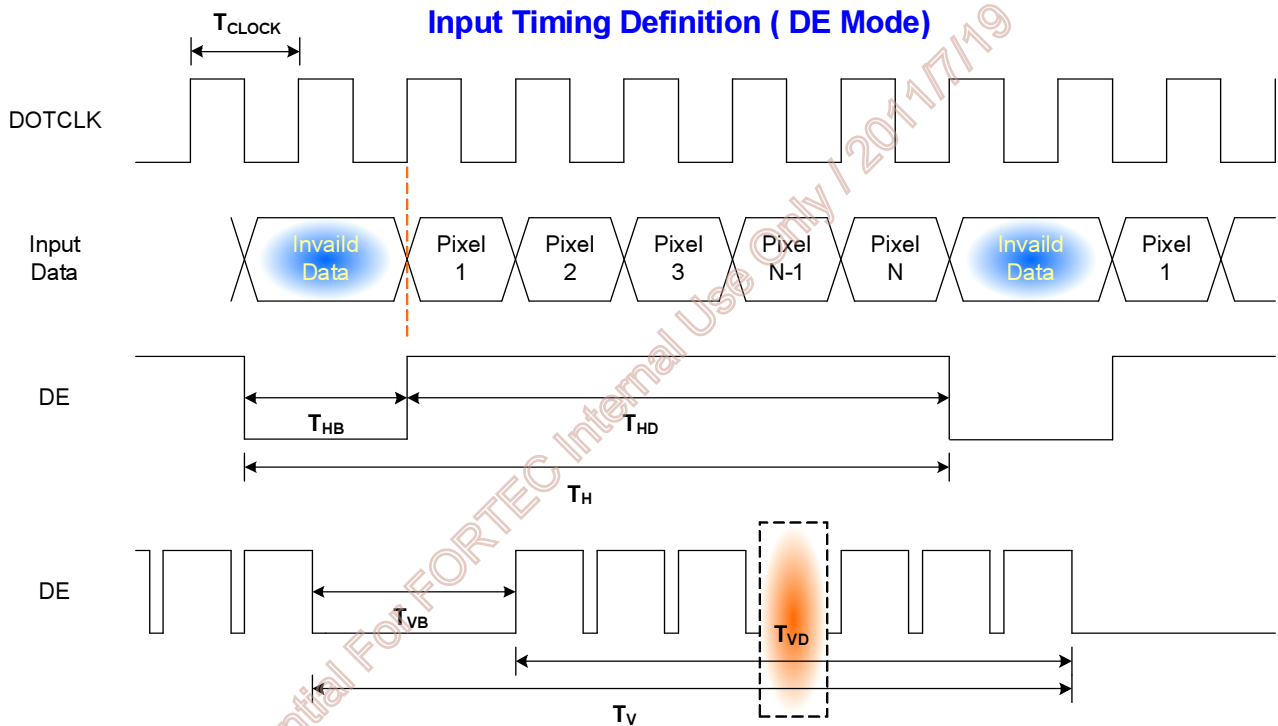 Input Timing Definition ( DE Mode)
TCLOCK
DOTCLK
Input
Data
Invaild
Data
Pixel
1
Pixel
2
Pixel
3
Pixel
N-1
Pixel
N
Invaild
Data
Pixel
1
DE
THB
THD
TH
DE
TVB
TVD
TV
ntial For FORTEC Internal Use Only / 2011/7/19